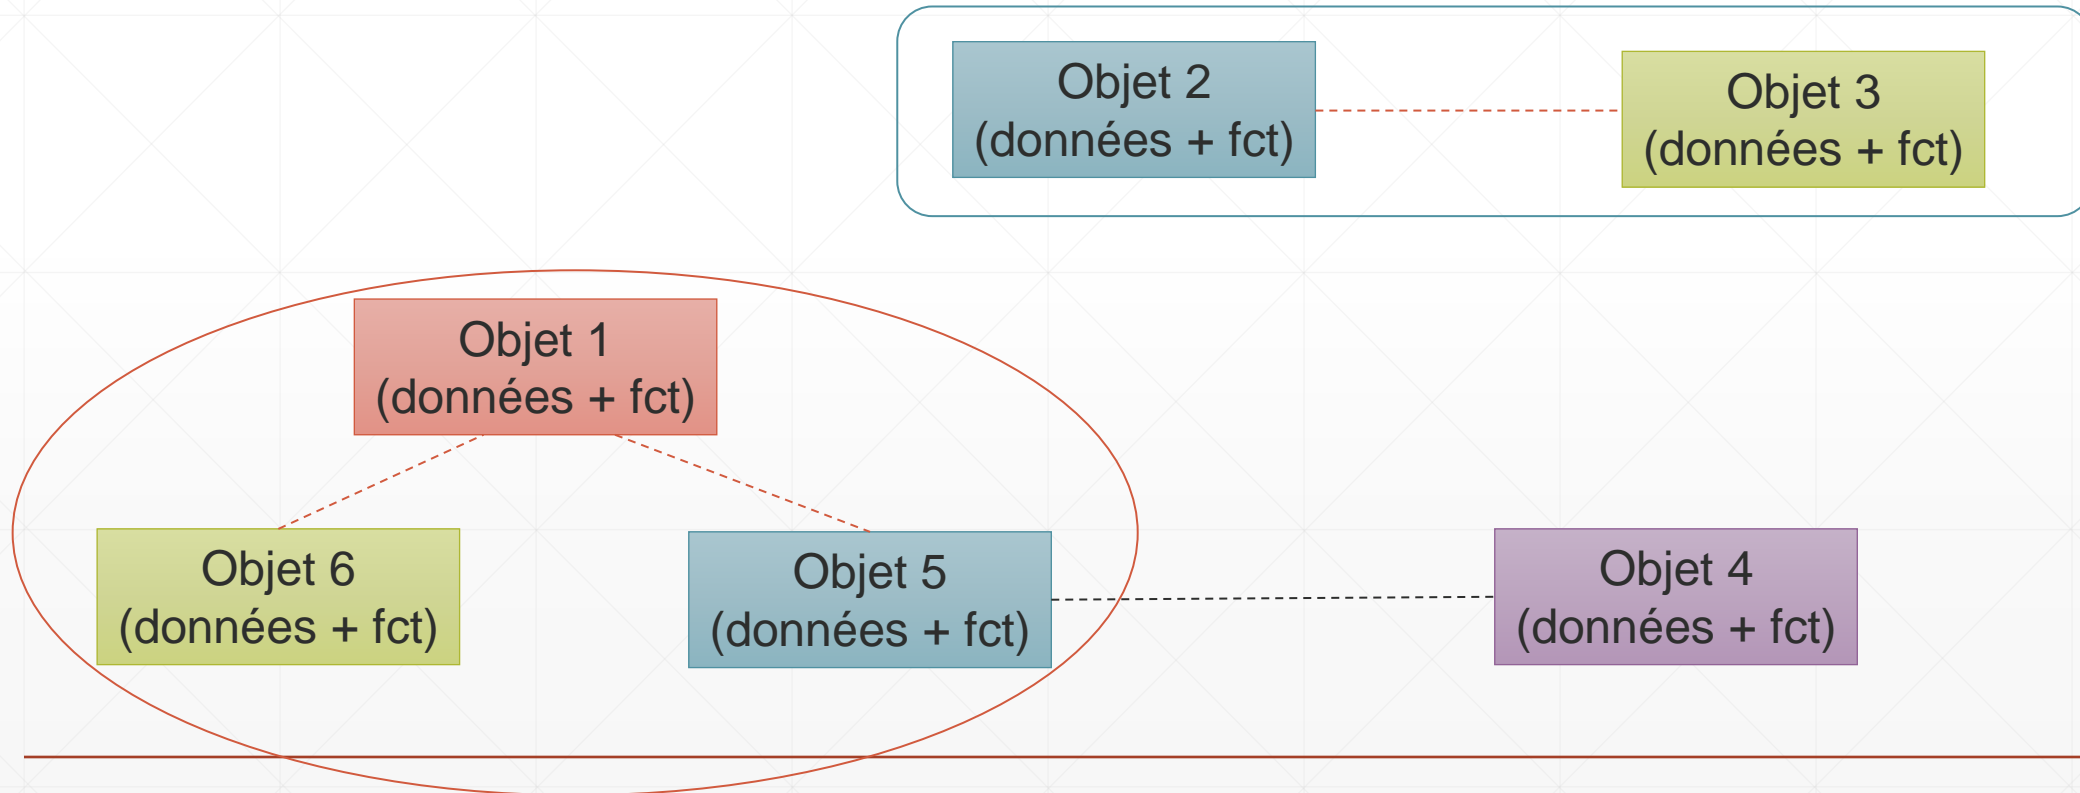 Objet 2
(données + fct)
Objet 3
(données + fct)
Objet 1
(données + fct)
Objet 6
(données + fct)
Objet 5
(données + fct)
Objet 4
(données + fct)